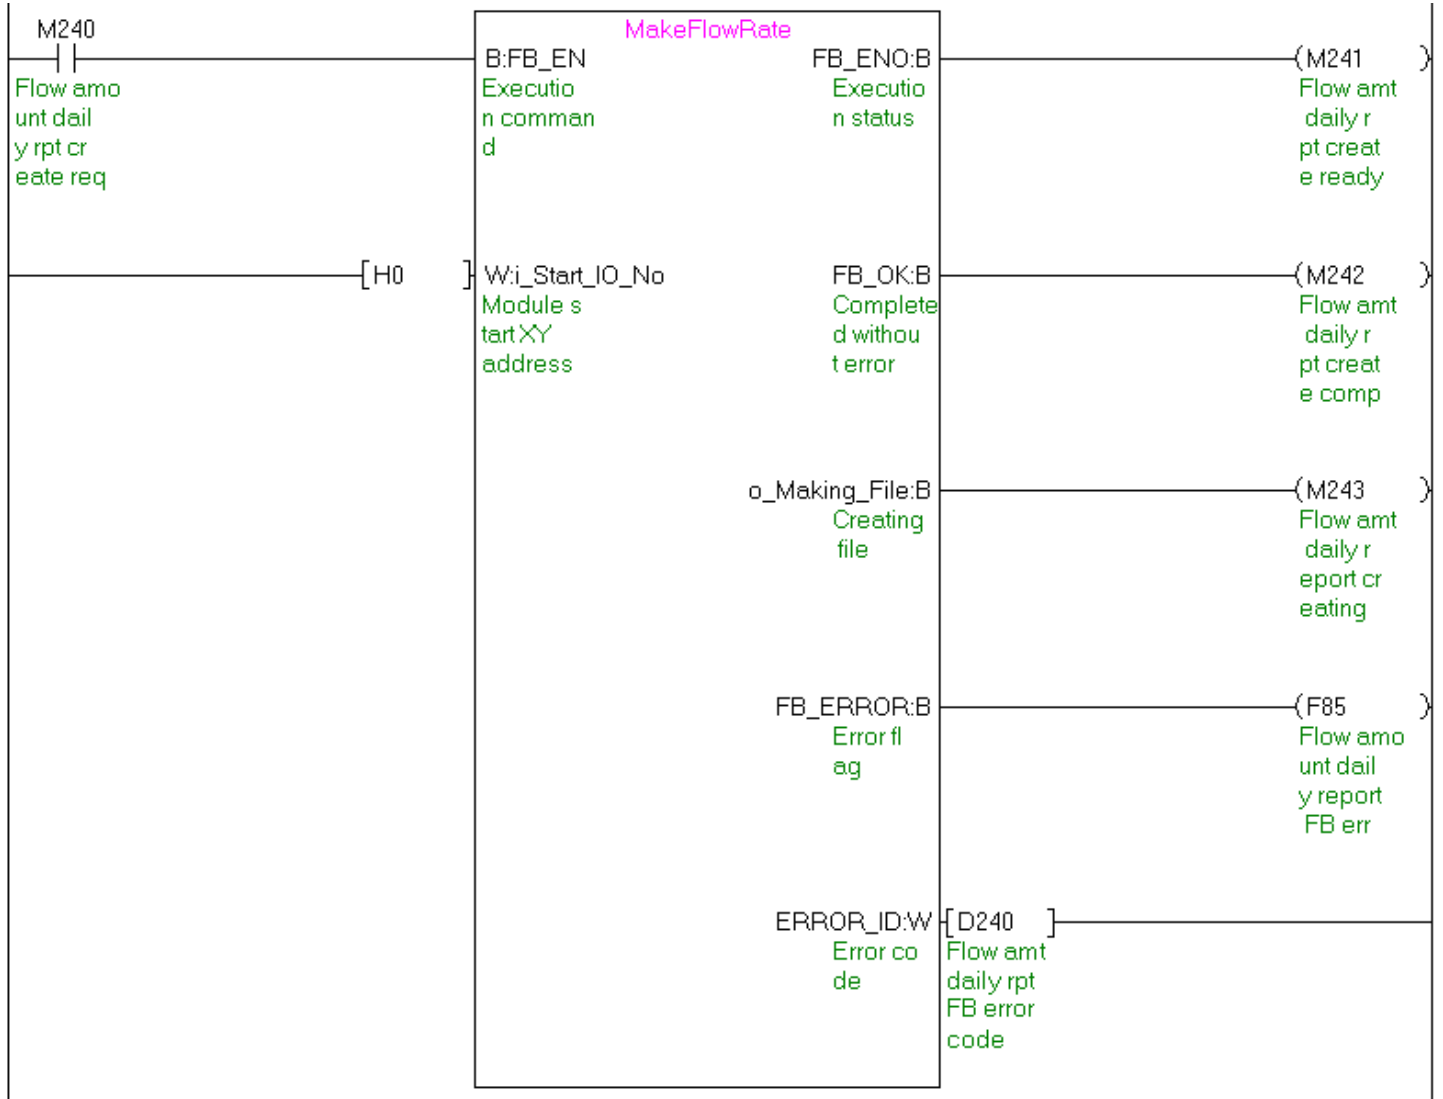 M240
MakeFlowRate
B:FB_EN
FB_ENO:B
(M241 )
Flow amo
unt dail
y rpt cr
eate req
Executio
n comman
d
Executio
n status
Flow amt
daily r
pt creat
e ready
[H0 ]
W:i_Start_IO_No
FB_OK:B
(M242 )
Module s
tart XY
address
Complete
d withou
t error
Flow amt
daily r
pt creat
e comp
o_Making_File:B
(M243 )
Creating
file
Flow amt
daily r
eport cr
eating
FB_ERROR:B
(F85 )
Error fl
ag
Flow amo
unt dail
y report
FB err
ERROR_ID:W
[D240 ]
Error co
de
Flow amt
daily rpt
FB error
code